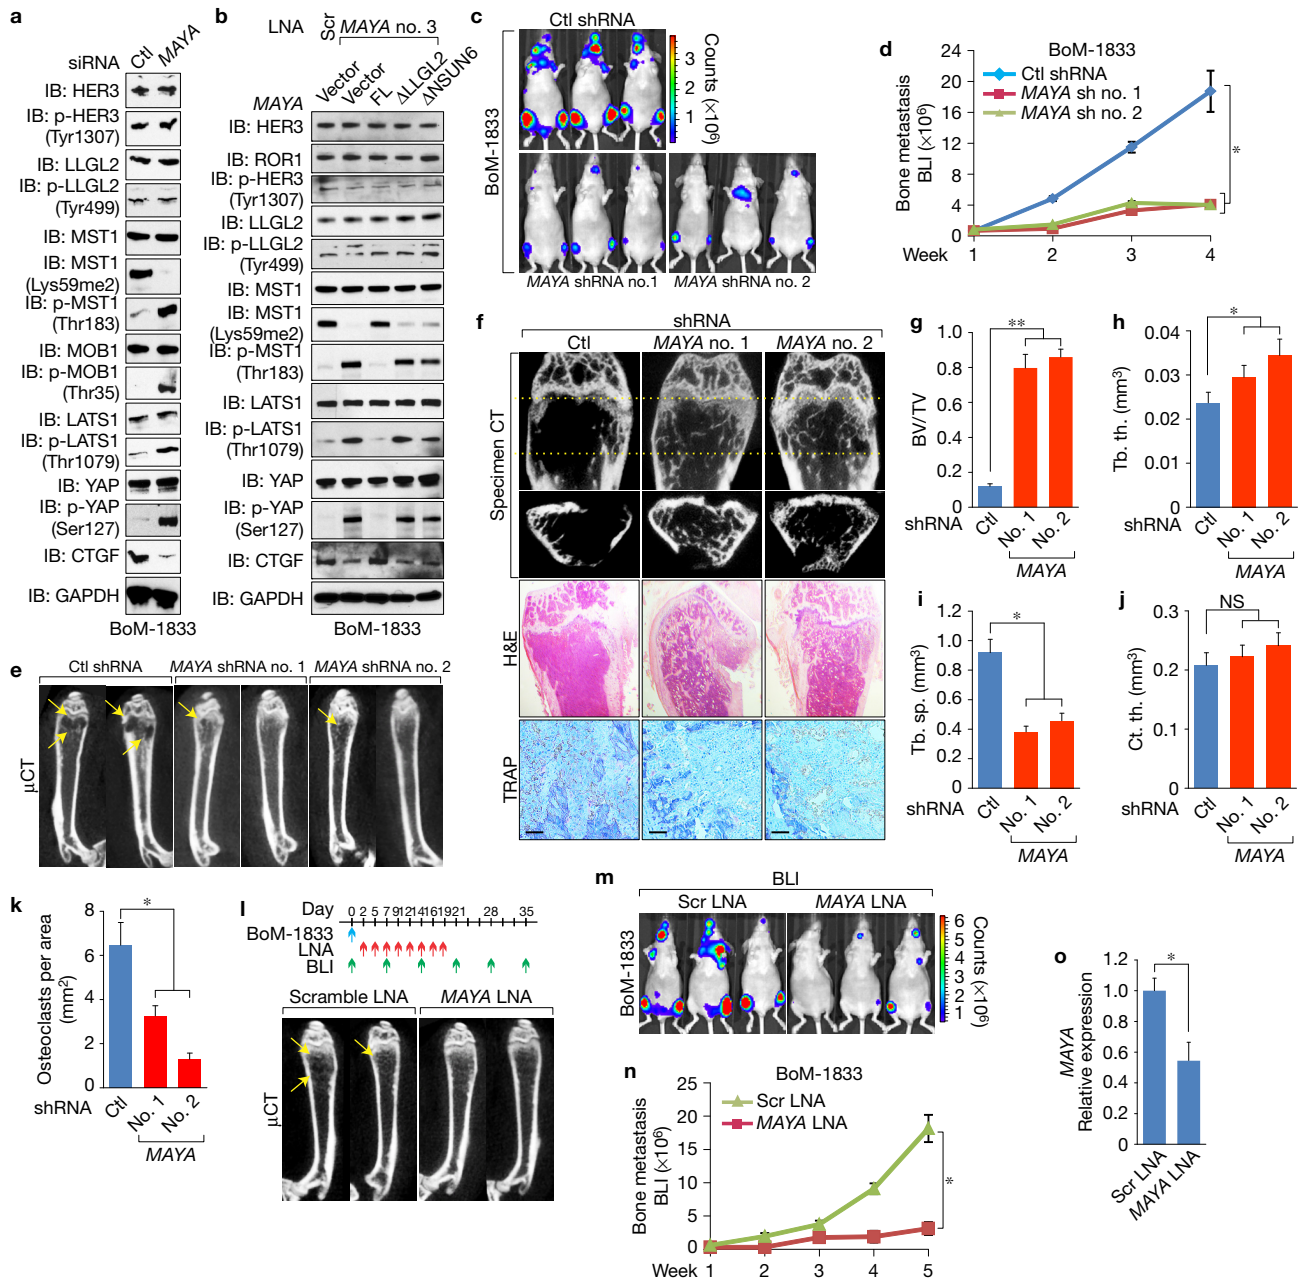 a
siRNA
Ctl
MAYA
IB: HER3
IB: p-HER3
(Tyr1307)
IB: LLGL2
IB: p-LLGL2
(Tyr499)
IB: MST1
IB: MST1
(Lys59me2)
IB: p-MST1
(Thr183)
IB: MOB1
IB: p-MOB1
(Thr35)
IB: LATS1
IB: p-LATS1
(Thr1079)
IB: YAP
IB: p-YAP
(Ser127)
IB: CTGF
IB: GAPDH
BoM-1833
b
LNA
Scr
MAYA no. 3
MAYA
Vector
Vector
FL
ΔLLGL2
ΔNSUN6
IB: HER3
IB: ROR1
IB: p-HER3
(Tyr1307)
IB: LLGL2
IB: p-LLGL2
(Tyr499)
IB: MST1
IB: MST1
(Lys59me2)
IB: p-MST1
(Thr183)
IB: LATS1
IB: p-LATS1
(Thr1079)
IB: YAP
IB: p-YAP
(Ser127)
IB: CTGF
IB: GAPDH
BoM-1833
c
Ctl shRNA
BoM-1833
3
2
1
Counts (×10⁶)
MAYA shRNA no.1
MAYA shRNA no. 2
d
BoM-1833
Ctl shRNA
MAYA sh no. 1
MAYA sh no. 2
Bone metastasis
BLI (×10⁶)
24
20
16
12
8
4
0
*
Week 1 2 3 4
e
Ctl shRNA
MAYA shRNA no. 1
MAYA shRNA no. 2
μCT
f
shRNA
Ctl
MAYA no. 1
MAYA no. 2
Specimen CT
H&E
TRAP
g
BV/TV
1.0
0.8
0.6
0.4
0.2
0
**
shRNA
Ctl
No. 1
No. 2
MAYA
h
Tb. th. (mm³)
0.04
0.03
0.02
0.01
0
*
shRNA
Ctl
No. 1
No. 2
MAYA
i
Tb. sp. (mm³)
1.2
1.0
0.8
0.6
0.4
0.2
0
*
shRNA
Ctl
No. 1
No. 2
MAYA
j
Ct. th. (mm³)
0.3
0.2
0.1
0
NS
shRNA
Ctl
No. 1
No. 2
MAYA
k
Osteoclasts per area
(mm²)
8
6
4
2
0
*
shRNA
Ctl
No. 1
No. 2
MAYA
l
Day 0 2 5 7 9 12 14 16 19 21 28 35
BoM-1833
LNA
BLI
Scramble LNA
MAYA LNA
μCT
m
BLI
Scr LNA
MAYA LNA
BoM-1833
6
5
4
3
2
1
Counts (×10⁶)
n
BoM-1833
Scr LNA
MAYA LNA
Bone metastasis
BLI (×10⁶)
25
20
15
10
5
0
*
Week 1 2 3 4 5
o
MAYA
Relative expression
1.2
1.0
0.8
0.6
0.4
0.2
0
*
Scr LNA
MAYA LNA